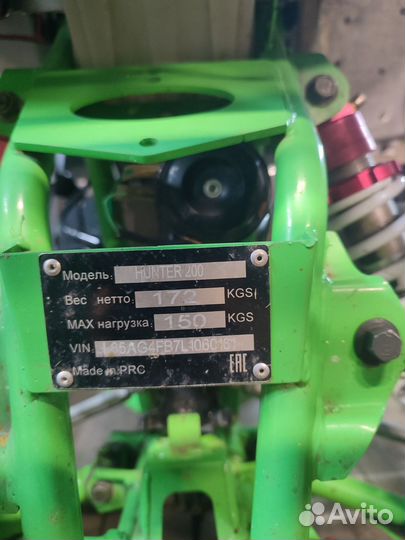 Модель: HUNTER 200
Вес нетто: 172 KGS
MAX нагрузка: 150 KGS
VIN:
Made in PRC EAC
Avito